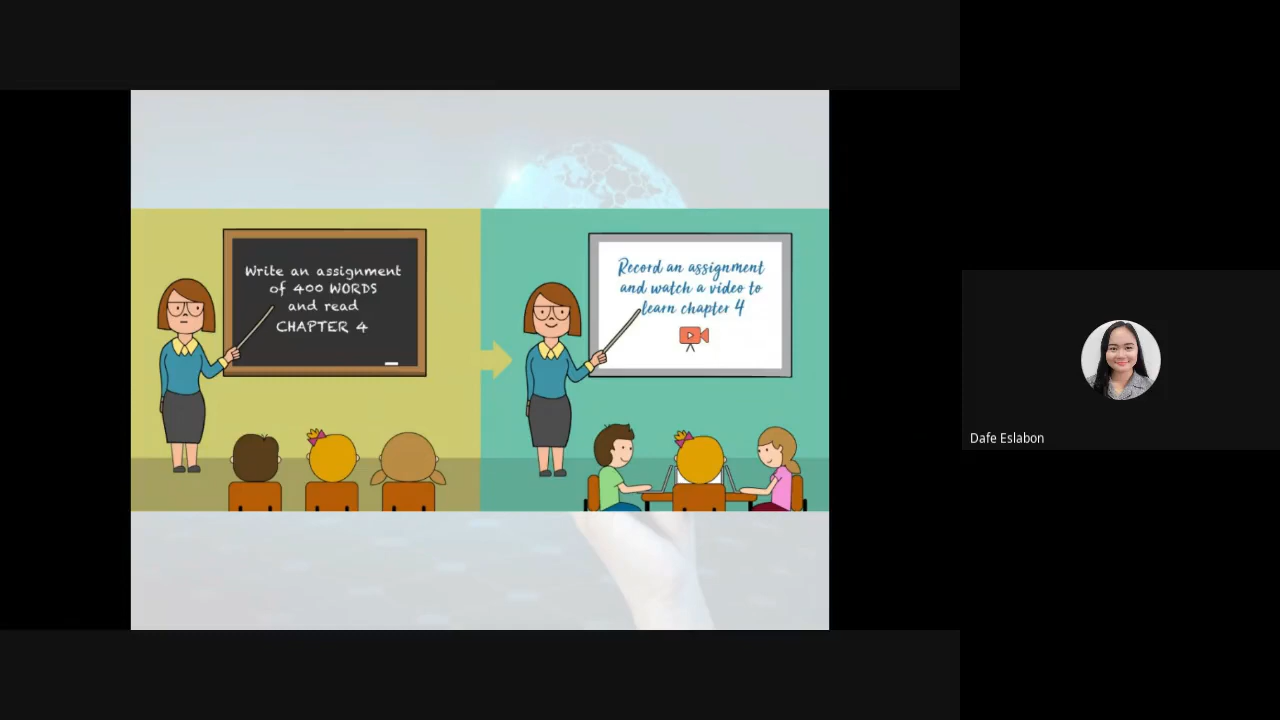 Write an assignment
of 400 WORDS
and read
CHAPTER 4
Record an assignment
and watch a video to
learn chapter 4
Dafe Eslabon